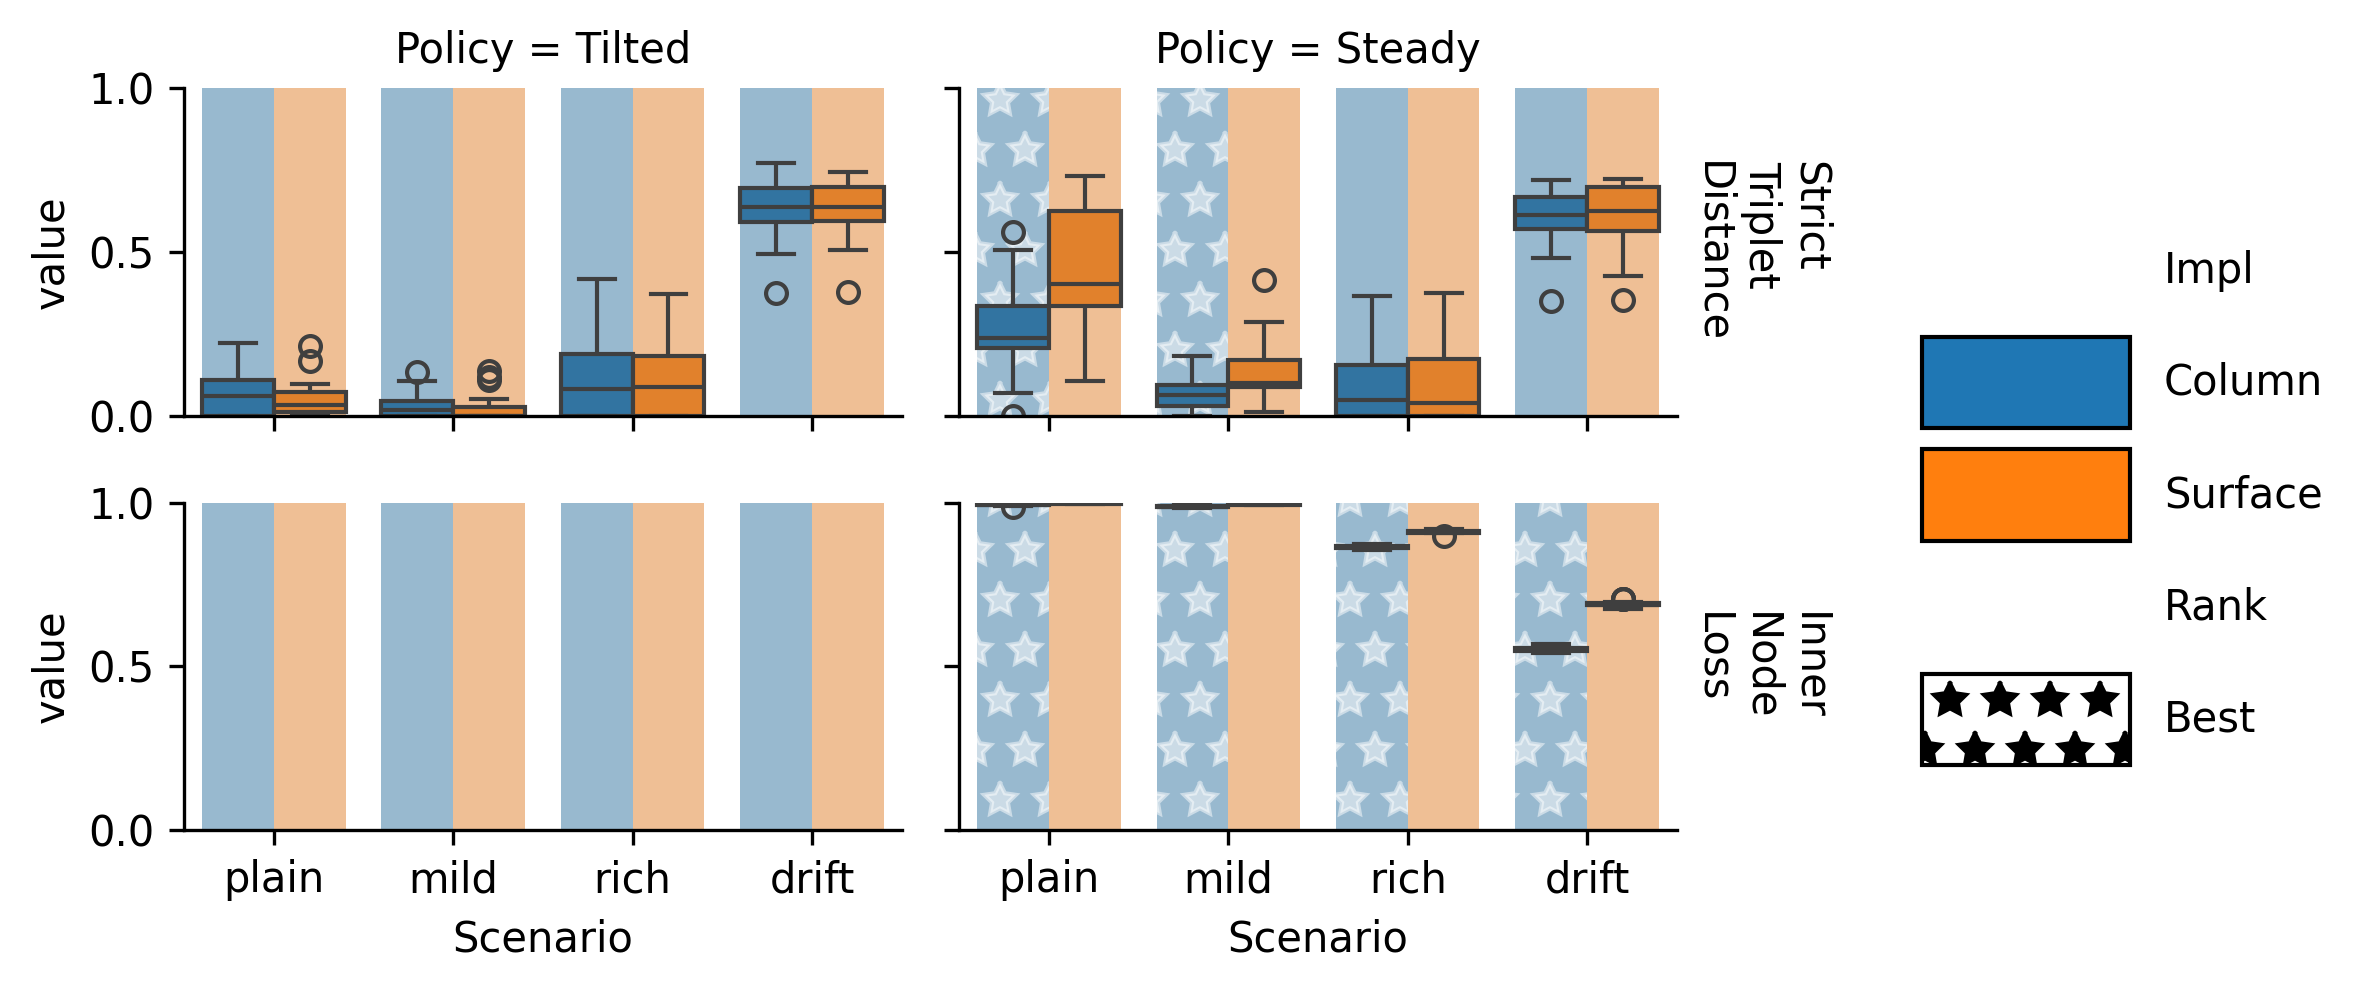 Policy = Tilted
Policy = Steady
1.0
0.5
0.0
value
Strict
Triplet
Distance
1.0
0.5
0.0
value
Inner
Node
Loss
plain
mild
rich
drift
plain
mild
rich
drift
Scenario
Scenario
Impl
Column
Surface
Rank
Best